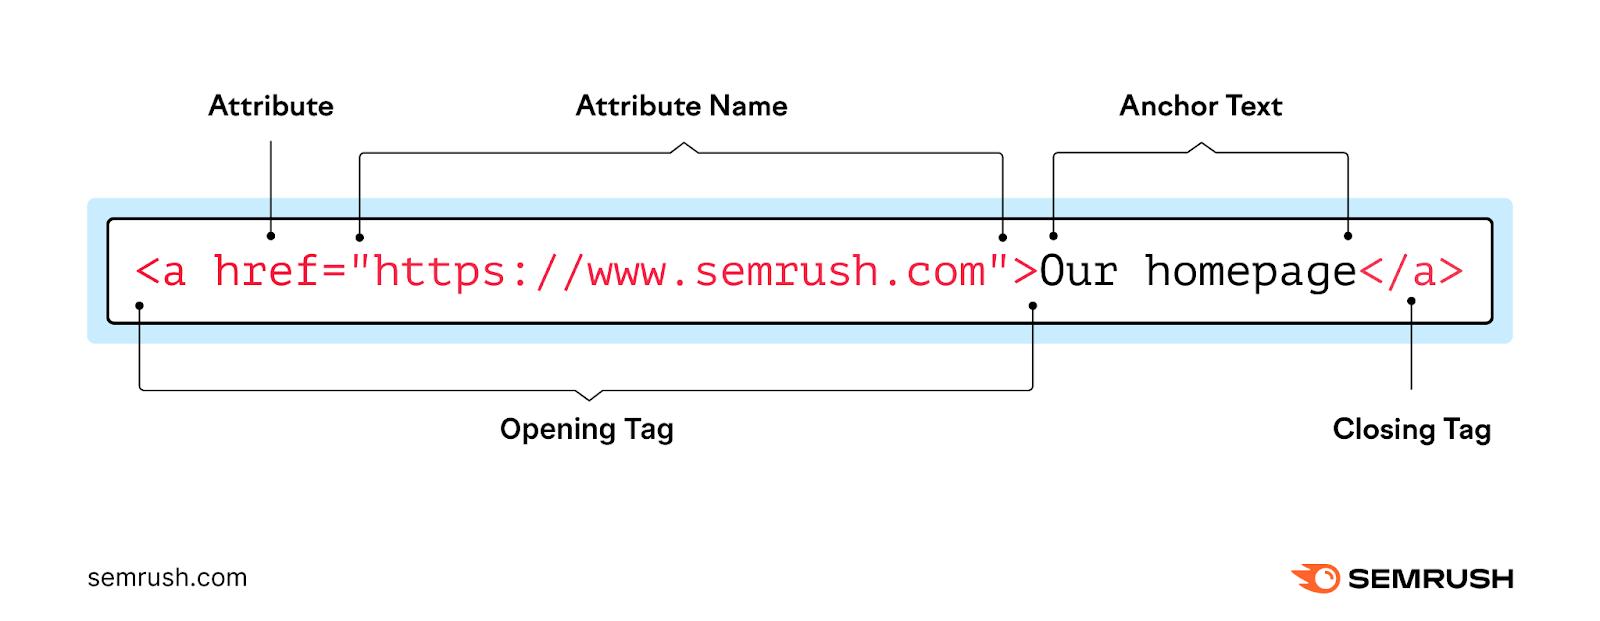 Attribute Attribute Name Anchor Text
<a href="https://www.semrush.com">Our homepage</a>
Opening Tag Closing Tag
semrush.com SEMRUSH